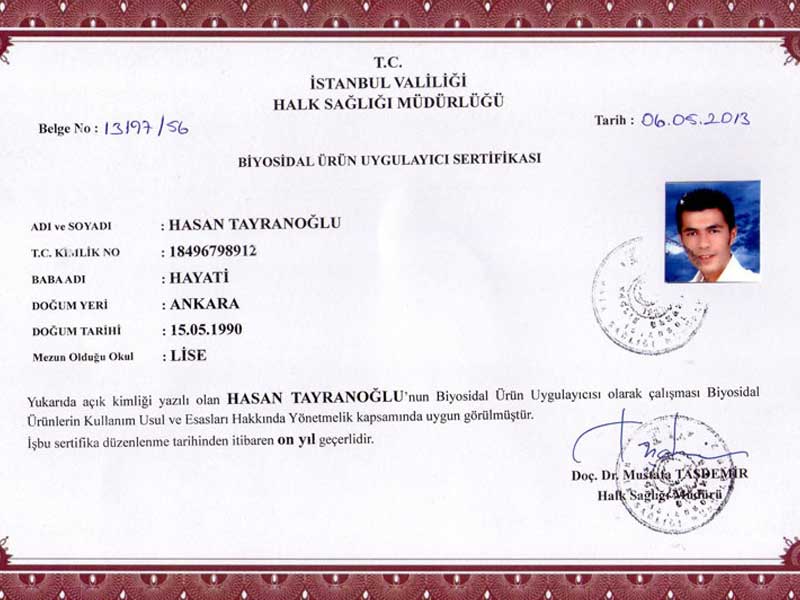 T.C.
İSTANBUL VALİLİĞİ
HALK SAĞLIĞI MÜDÜRLÜĞÜ
Belge No : 13197/56
Tarih : 06.05.2013
BİYOSİDAL ÜRÜN UYGULAYICI SERTİFİKASI
ADI ve SOYADI : HASAN TAYRANOĞLU
T.C. KİMLİK NO : 18496798912
BABA ADI : HAYATİ
DOĞUM YERİ : ANKARA
DOĞUM TARİHİ : 15.05.1990
Mezun Olduğu Okul : LİSE
Yukarıda açık kimliği yazılı olan HASAN TAYRANOĞLU'nun Biyosidal Ürün Uygulayıcısı olarak çalışması Biyosidal
Ürünlerin Kullanım Usul ve Esasları Hakkında Yönetmelik kapsamında uygun görülmüştür.
İşbu sertifika düzenlenme tarihinden itibaren on yıl geçerlidir.
Doç. Dr. Mustafa TAŞDEMİR
Halk Sağlığı Müdürü